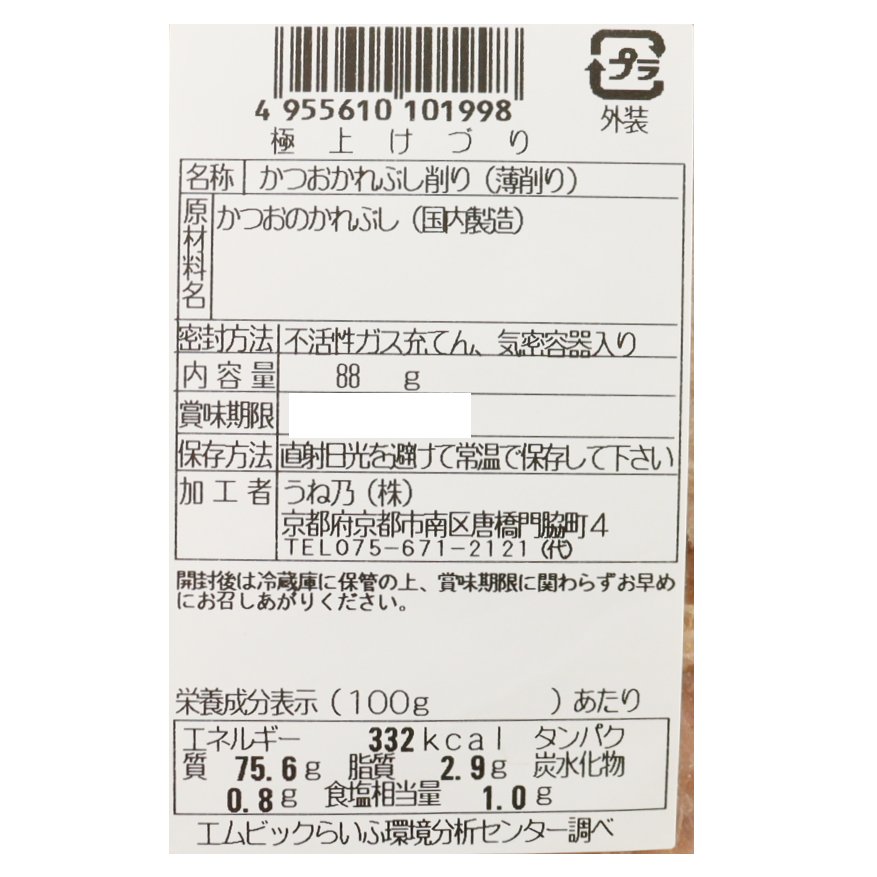 プラ
外装
4 955610 101998
極上けづり
名称 かつおかれぶし削り（薄削り）
原材料名 かつおのかれぶし（国内製造）
密封方法 不活性ガス充てん、気密容器入り
内容量 88 g
賞味期限
保存方法 直射日光を避けて常温で保存して下さい
加工者 うね乃（株）
京都府京都市南区唐橋門脇町4
TEL075-671-2121（代）
開封後は冷蔵庫に保管の上、賞味期限に関わらずお早め
にお召しあがりください。
栄養成分表示（100g ）あたり
エネルギー 332kcal タンパク
質 75.6g 脂質 2.9g 炭水化物
0.8g 食塩相当量 1.0g
エムビックらいふ環境分析センター調べ